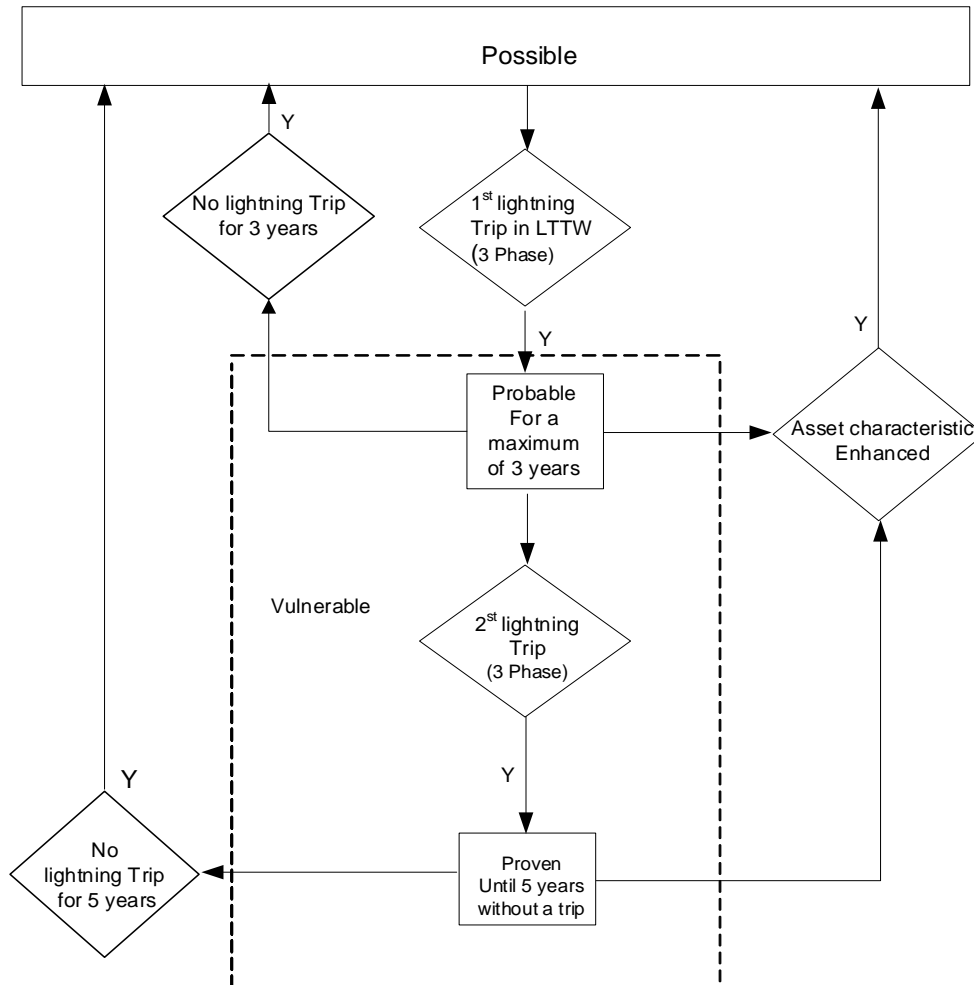 Possible
Y
No lightning Trip
for 3 years
1st lightning
Trip in LTTW
(3 Phase)
Y
Y
Probable
For a
maximum
of 3 years
Asset characteristic
Enhanced
Vulnerable
2st lightning
Trip
(3 Phase)
Y
Y
No
lightning Trip
for 5 years
Proven
Until 5 years
without a trip